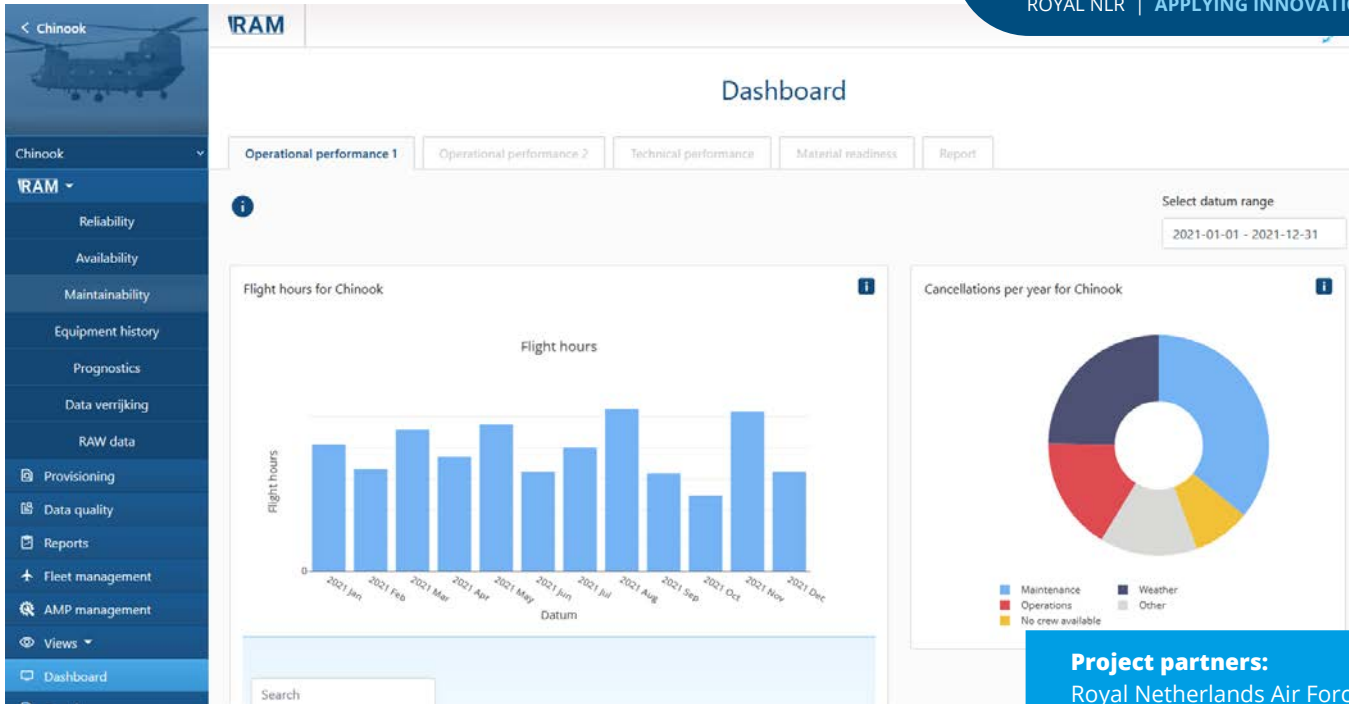 ROYAL NLR | APPLYING INNOVATIO
< Chinook
RAM
Dashboard
Chinook
RAM
Reliability
Availability
Maintainability
Equipment history
Prognostics
Data verrijking
RAW data
Provisioning
Data quality
Reports
Fleet management
AMP management
Views
Dashboard
Operational performance 1
Operational performance 2
Technical performance
Material readiness
Report
Select datum range
2021-01-01 - 2021-12-31
Flight hours for Chinook
Flight hours
Flight hours
0
2021 Jan
2021 Feb
2021 Mar
2021 Apr
2021 May
2021 Jun
2021 Jul
2021 Aug
2021 Sep
2021 Oct
2021 Nov
2021 Dec
Datum
Search
Cancellations per year for Chinook
Maintenance
Operations
No crew available
Weather
Other
Project partners:
Royal Netherlands Air Forc